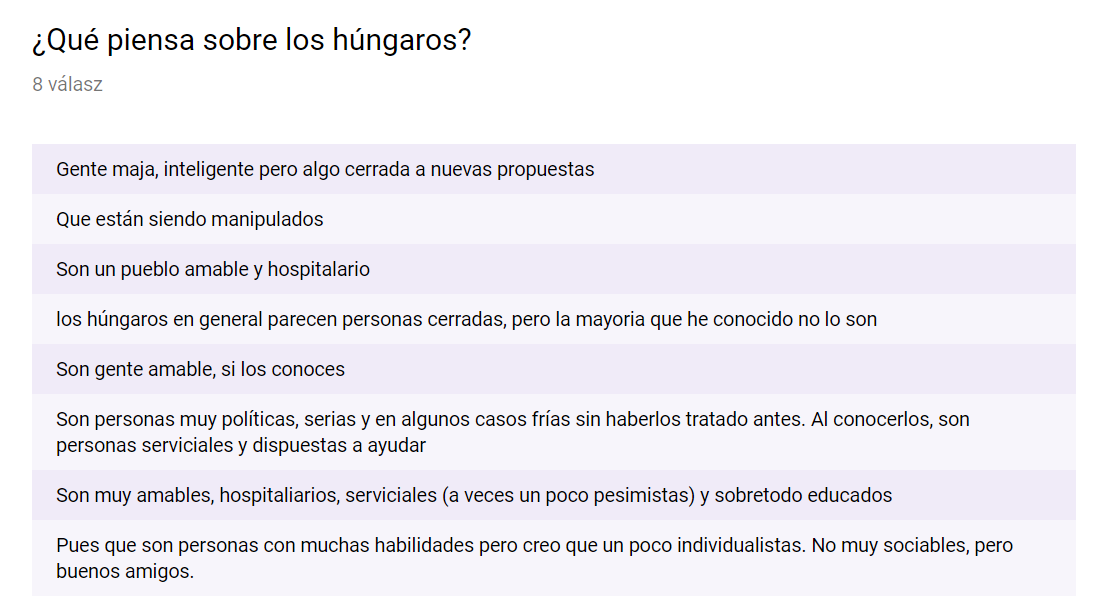 ¿Qué piensa sobre los húngaros?
8 válasz
Gente maja, inteligente pero algo cerrada a nuevas propuestas
Que están siendo manipulados
Son un pueblo amable y hospitalario
los húngaros en general parecen personas cerradas, pero la mayoria que he conocido no lo son
Son gente amable, si los conoces
Son personas muy políticas, serias y en algunos casos frías sin haberlos tratado antes. Al conocerlos, son
personas serviciales y dispuestas a ayudar
Son muy amables, hospitaliarios, serviciales (a veces un poco pesimistas) y sobretodo educados
Pues que son personas con muchas habilidades pero creo que un poco individualistas. No muy sociables, pero
buenos amigos.